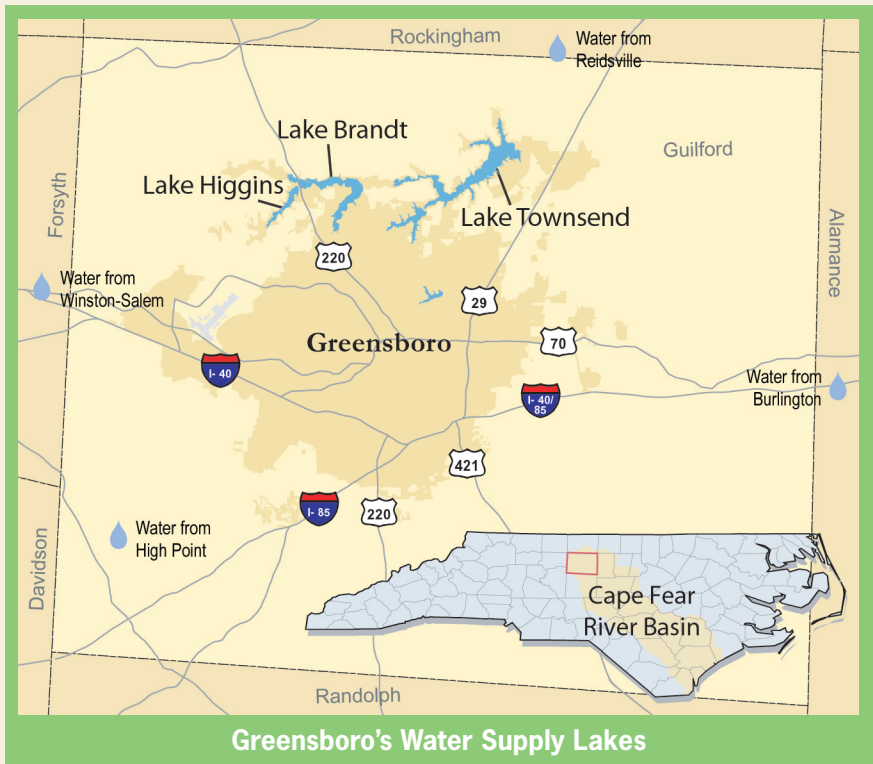 Rockingham
Water from
Reidsville
Lake Brandt
Guilford
Lake Higgins
Lake Townsend
Forsyth
Alamance
220
Water from
Winston-Salem
29
Greensboro
70
I- 40
Water from
Burlington
I- 40/
85
421
I- 85
220
Water from
High Point
Davidson
Cape Fear
River Basin
Randolph
Greensboro's Water Supply Lakes